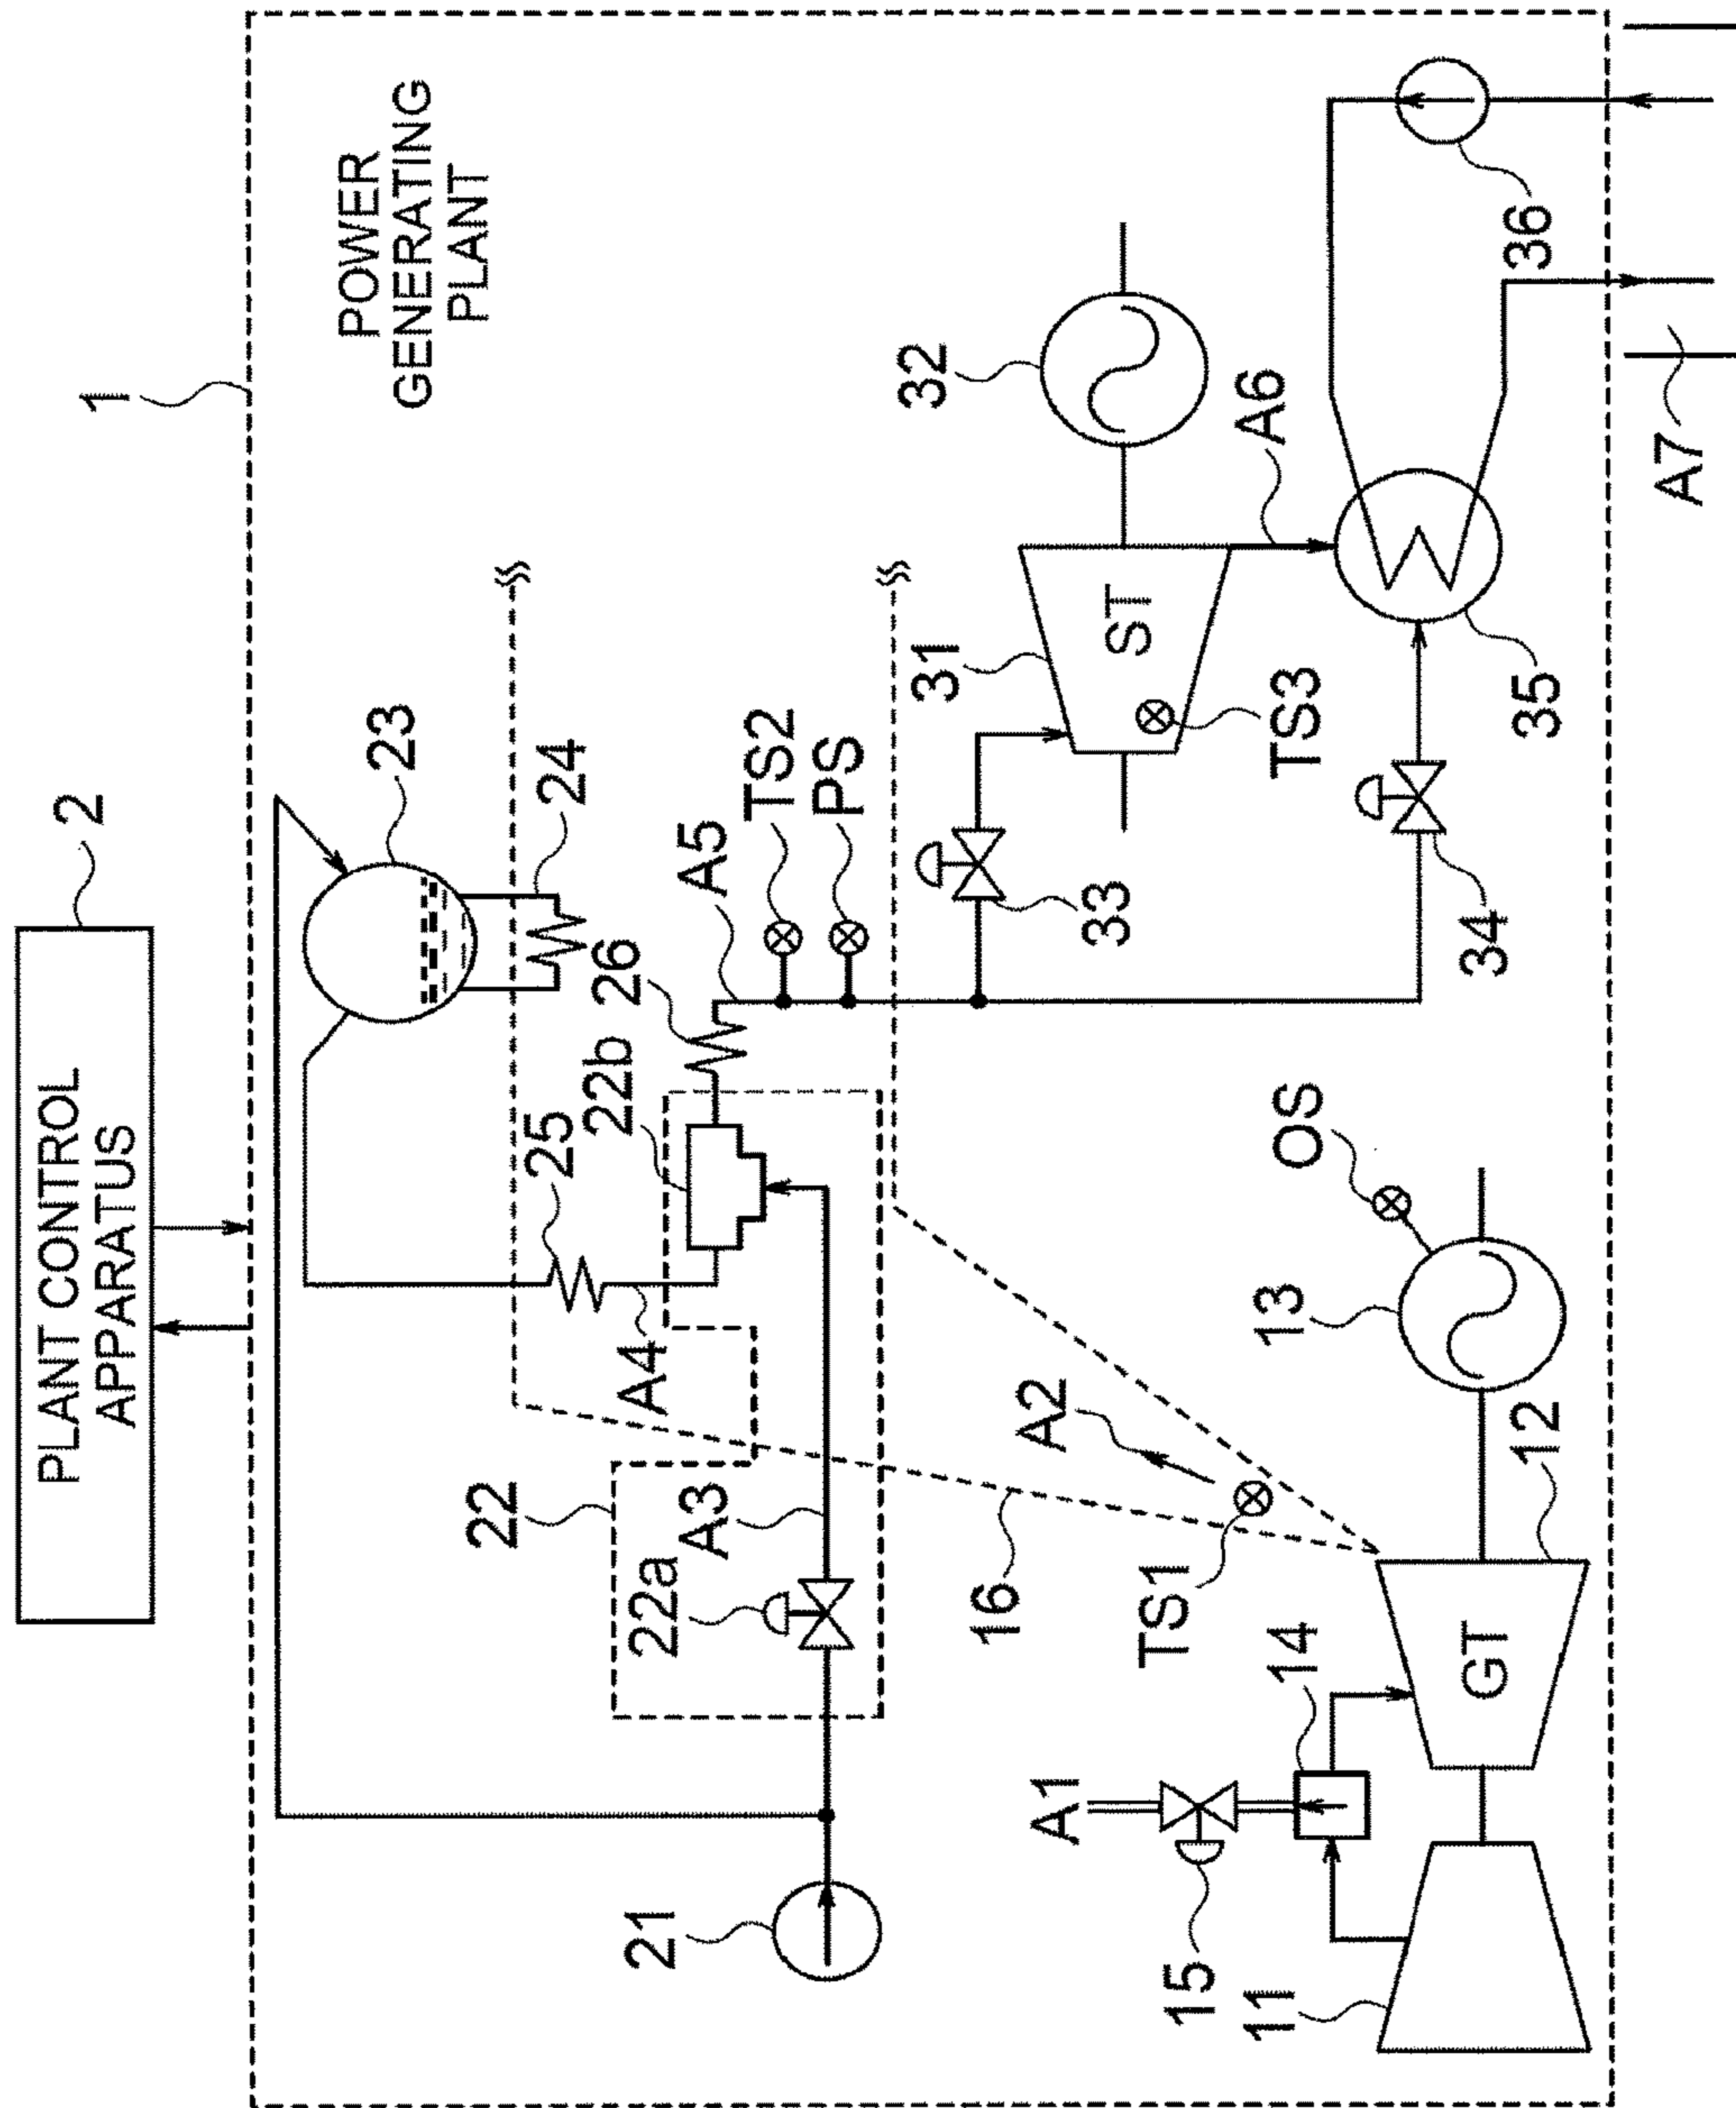 PLANT CONTROL
APPARATUS
2
1
POWER
GENERATING
PLANT
23
24
25
26
22
22a
22b
21
A3
A4
A5
TS2
PS
A2
16
TS1
A1
15
14
11
GT
12
13
OS
33
31
ST
TS3
32
A6
34
35
36
A7